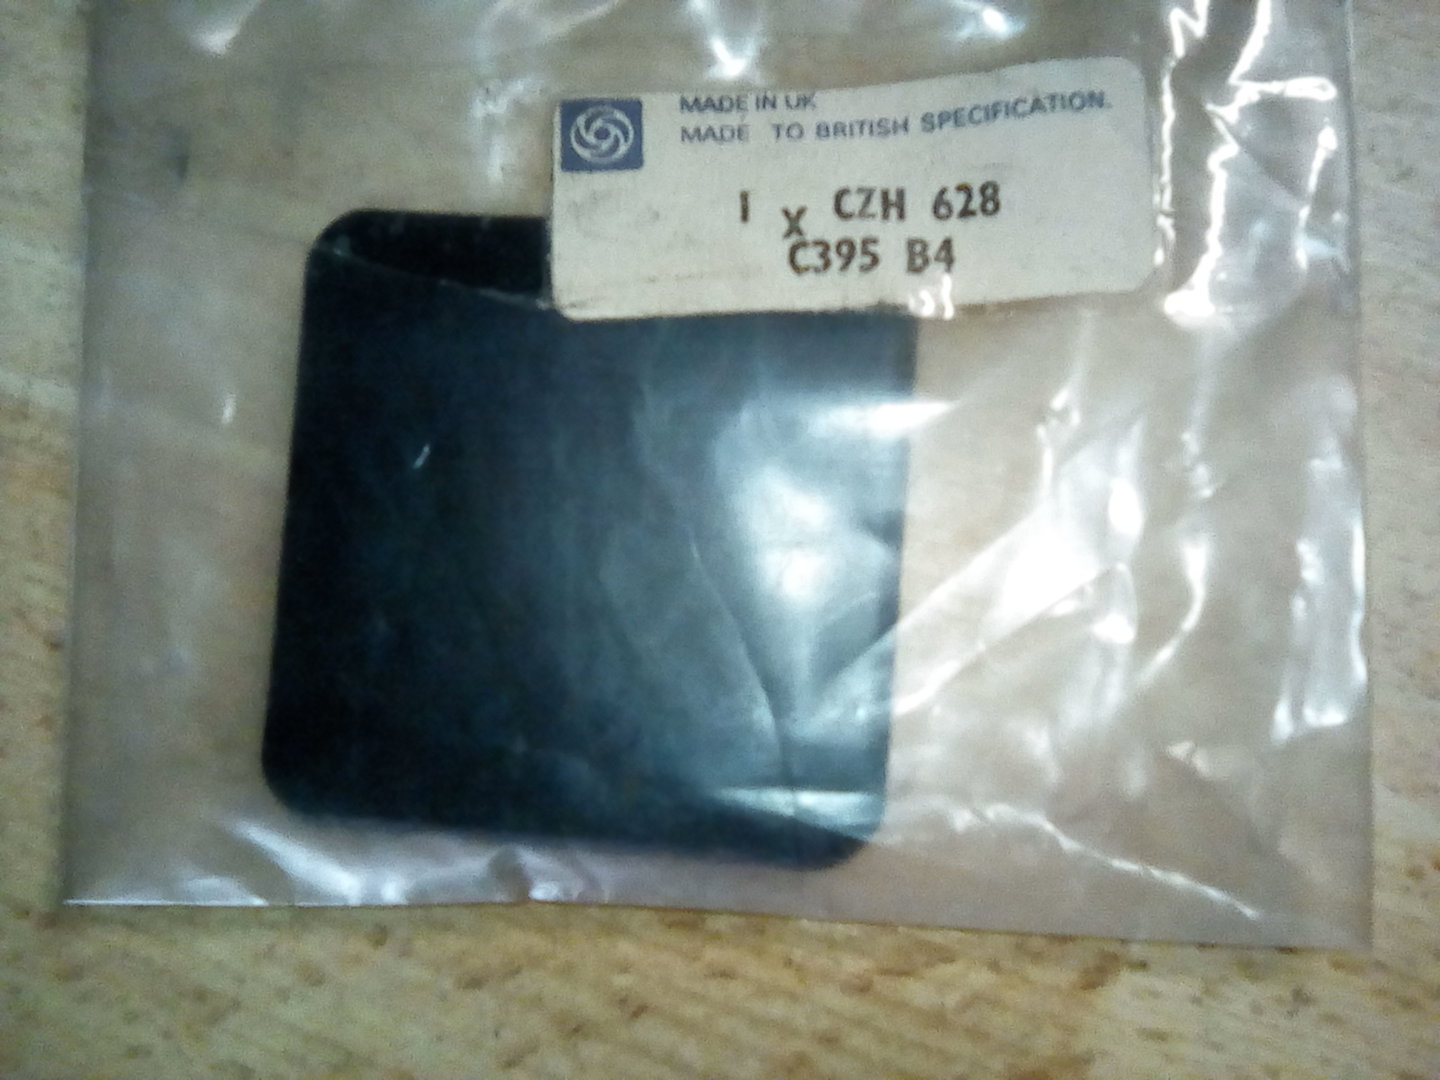 MADE IN UK
MADE TO BRITISH SPECIFICATION.
1 X CZH 628
C395 B4